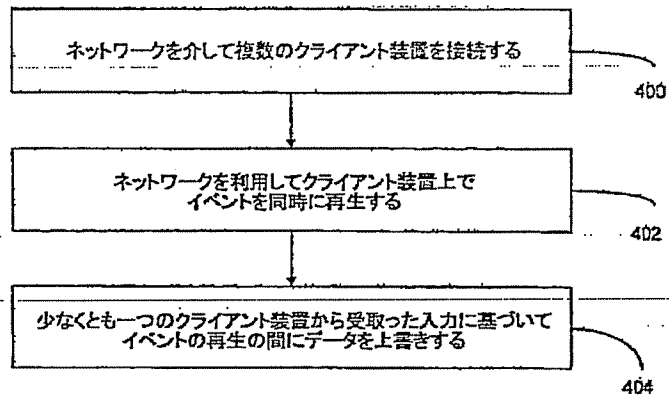 ネットワークを介して複数のクライアント装置を接続する
400
ネットワークを利用してクライアント装置上で
イベントを同時に再生する
402
少なくとも一つのクライアント装置から受取った入力に基づいて
イベントの再生の間にデータを上書きする
404